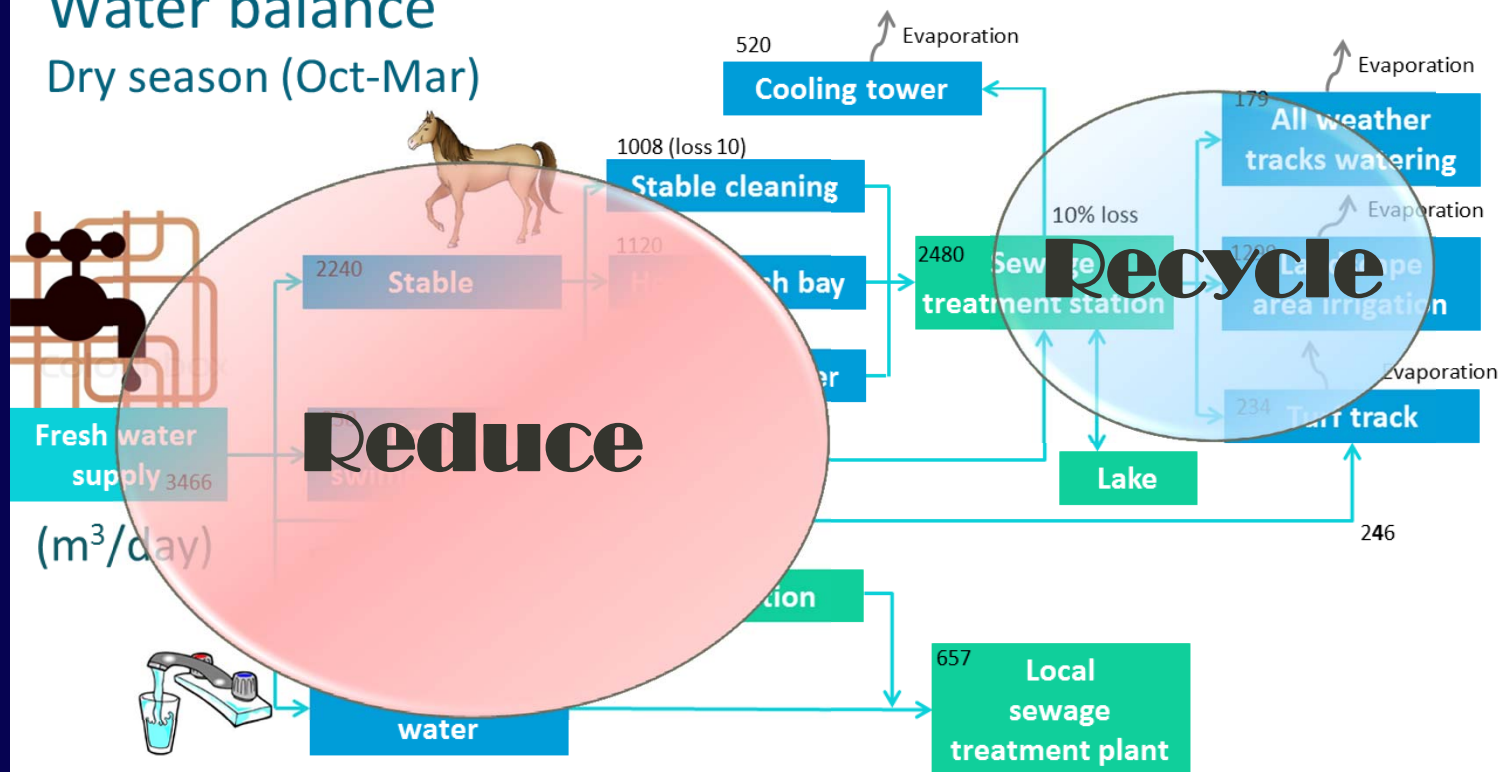 Water balance
Dry season (Oct-Mar)
520
Evaporation
Cooling tower
Evaporation
179
All weather
tracks watering
1008 (loss 10)
Stable cleaning
10% loss
Evaporation
2240
Stable
1120
bay
2480
Sewage
treatment station
Recycle
area irrigation
Evaporation
234
Turf track
Reduce
Fresh water
supply 3466
Lake
(m³/day)
246
657
Local
sewage
treatment plant
water